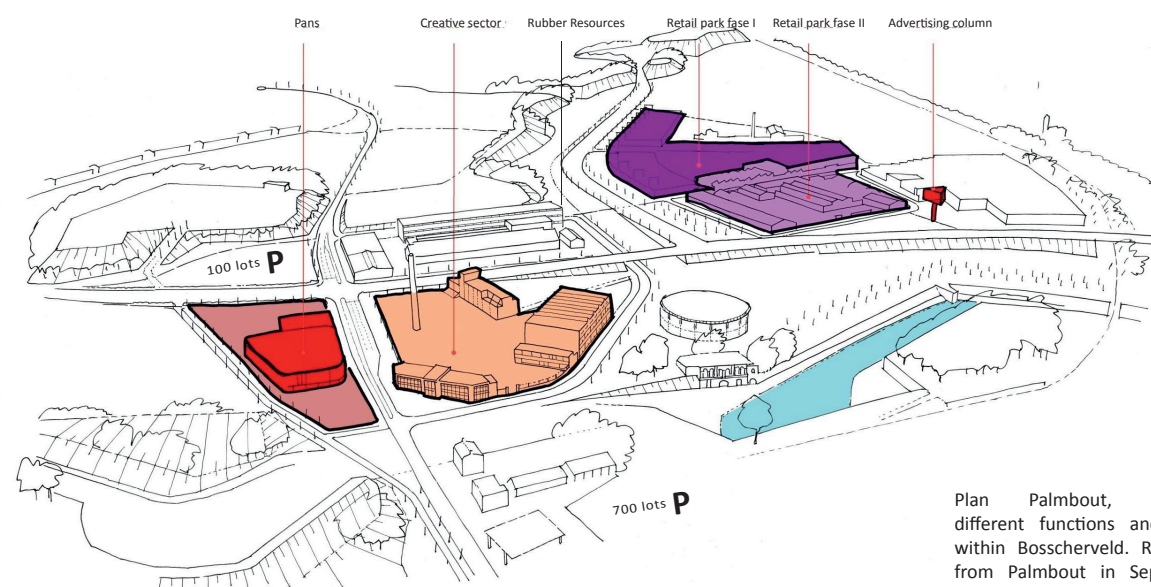 Pans
Creative sector
Rubber Resources
Retail park fase I
Retail park fase II
Advertising column
100 lots P
700 lots P
Plan Palmbout,
different functions an
within Bosscherveld. R
from Palmbout in Se